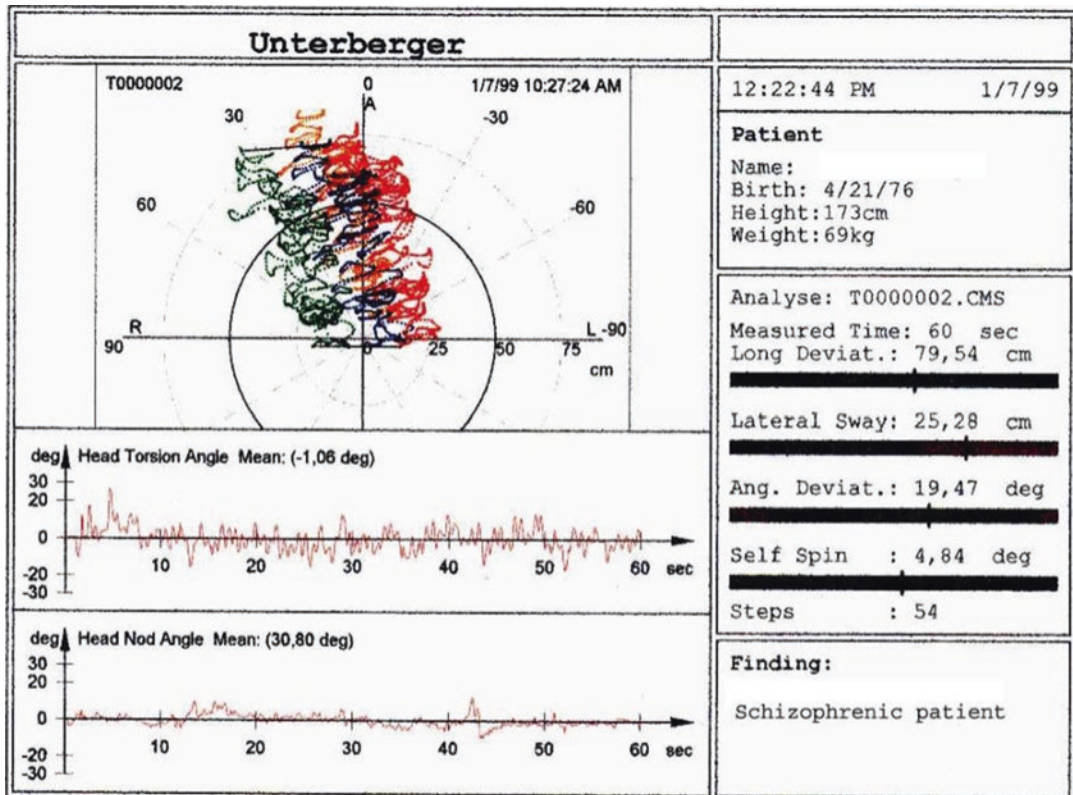 Unterberger
T0000002 0 1/7/99 10:27:24 AM
A
30 -30
60 -60
R L -90
90 0 25 50 75
cm
deg Head Torsion Angle Mean: (-1,06 deg)
30
20
0
10 20 30 40 50 60 sec
-20
-30
deg Head Nod Angle Mean: (30,80 deg)
30
20
0
10 20 30 40 50 60 sec
-20
-30
12:22:44 PM 1/7/99
Patient
Name:
Birth: 4/21/76
Height:173cm
Weight:69kg
Analyse: T0000002.CMS
Measured Time: 60 sec
Long Deviat.: 79,54 cm
Lateral Sway: 25,28 cm
Ang. Deviat.: 19,47 deg
Self Spin : 4,84 deg
Steps : 54
Finding:
Schizophrenic patient